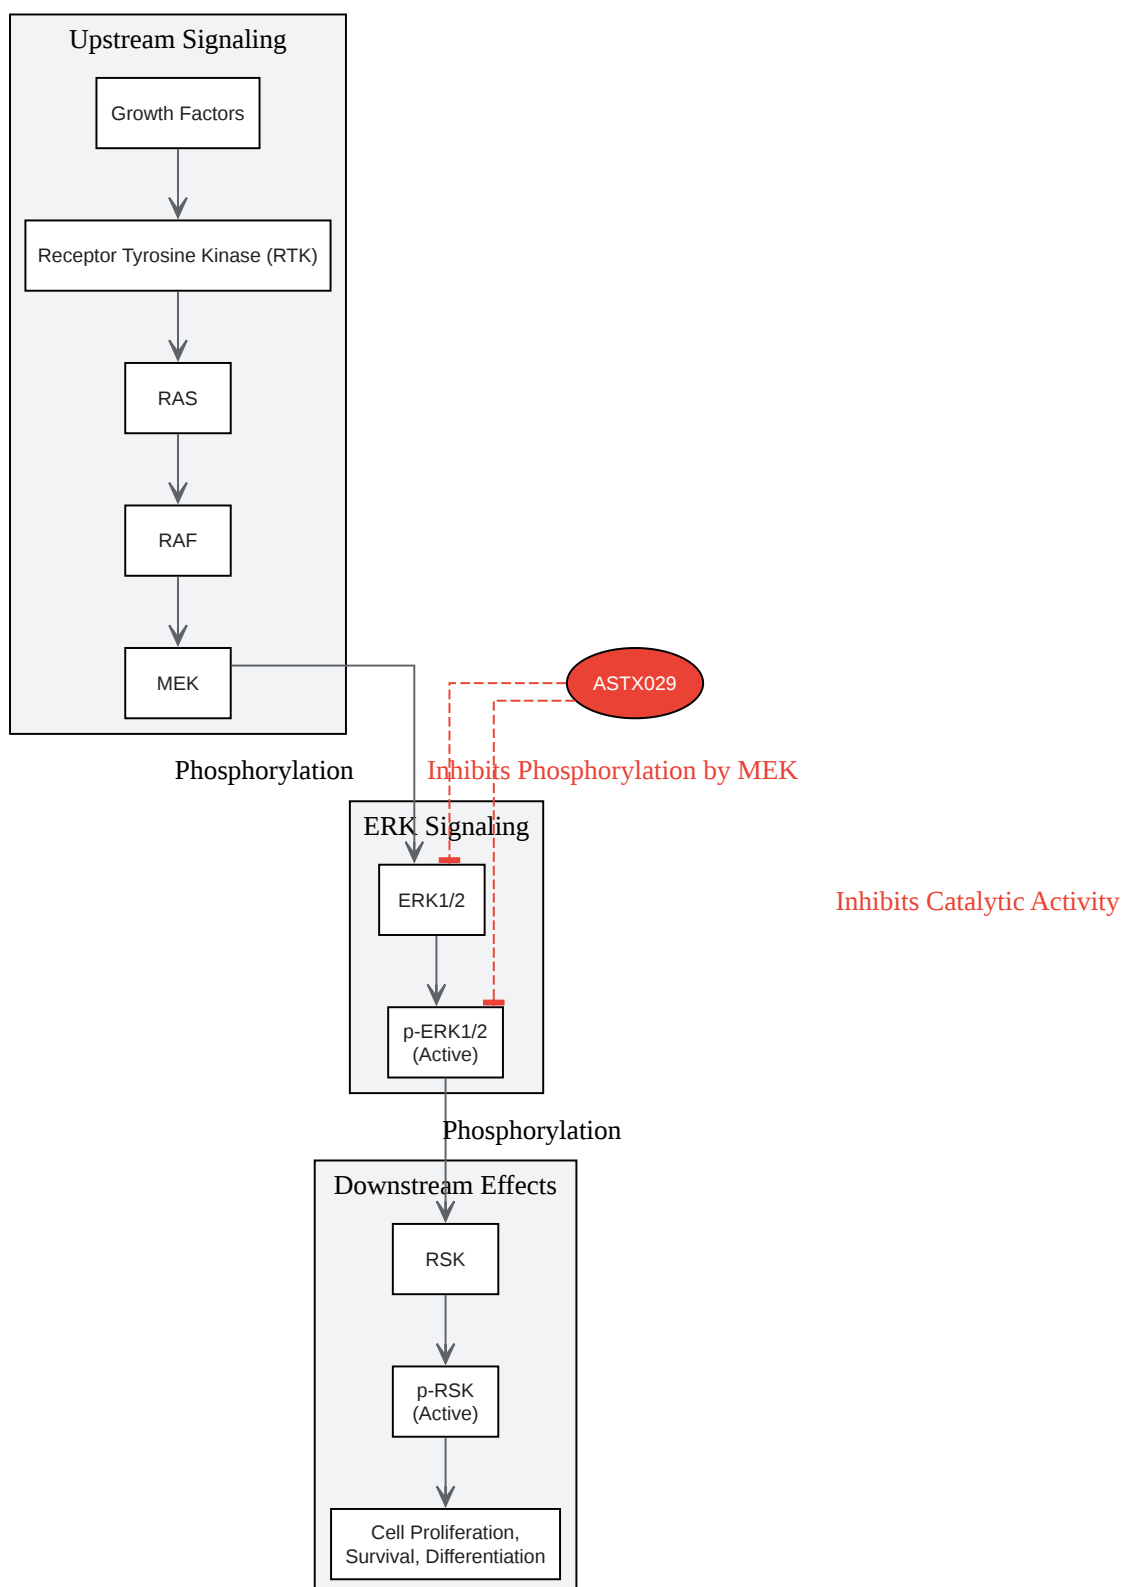 Upstream Signaling
Growth Factors
Receptor Tyrosine Kinase (RTK)
RAS
RAF
MEK
ASTX029
Phosphorylation
Inhibits Phosphorylation by MEK
ERK Signaling
ERK1/2
Inhibits Catalytic Activity
p-ERK1/2
(Active)
Phosphorylation
Downstream Effects
RSK
p-RSK
(Active)
Cell Proliferation,
Survival, Differentiation